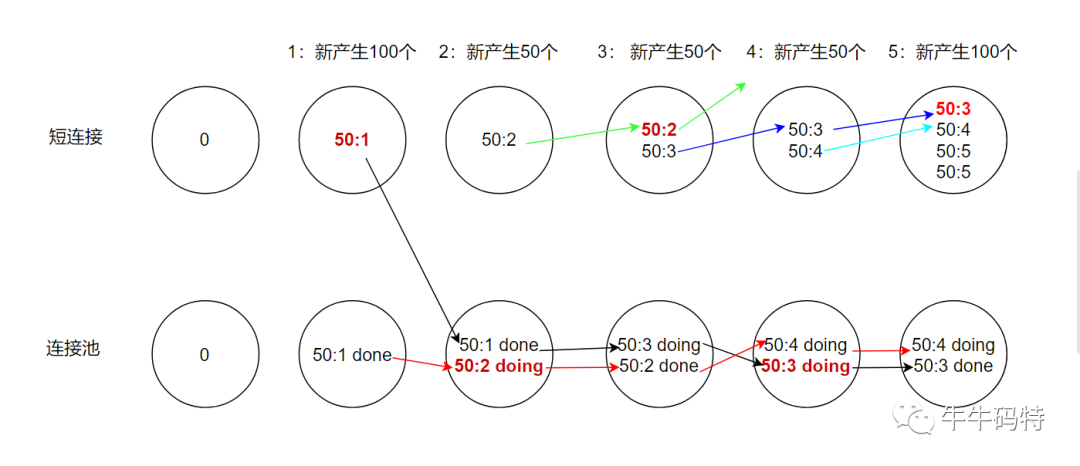 1：新产生100个 2：新产生50个 3： 新产生50个 4：新产生50个 5：新产生100个
短连接
0
50:1
50:2
50:2
50:3
50:3
50:4
50:3
50:4
50:5
50:5
连接池
0
50:1 done
50:1 done
50:2 doing
50:3 doing
50:2 done
50:4 doing
50:3 doing
50:4 doing
50:3 done
牛牛码特